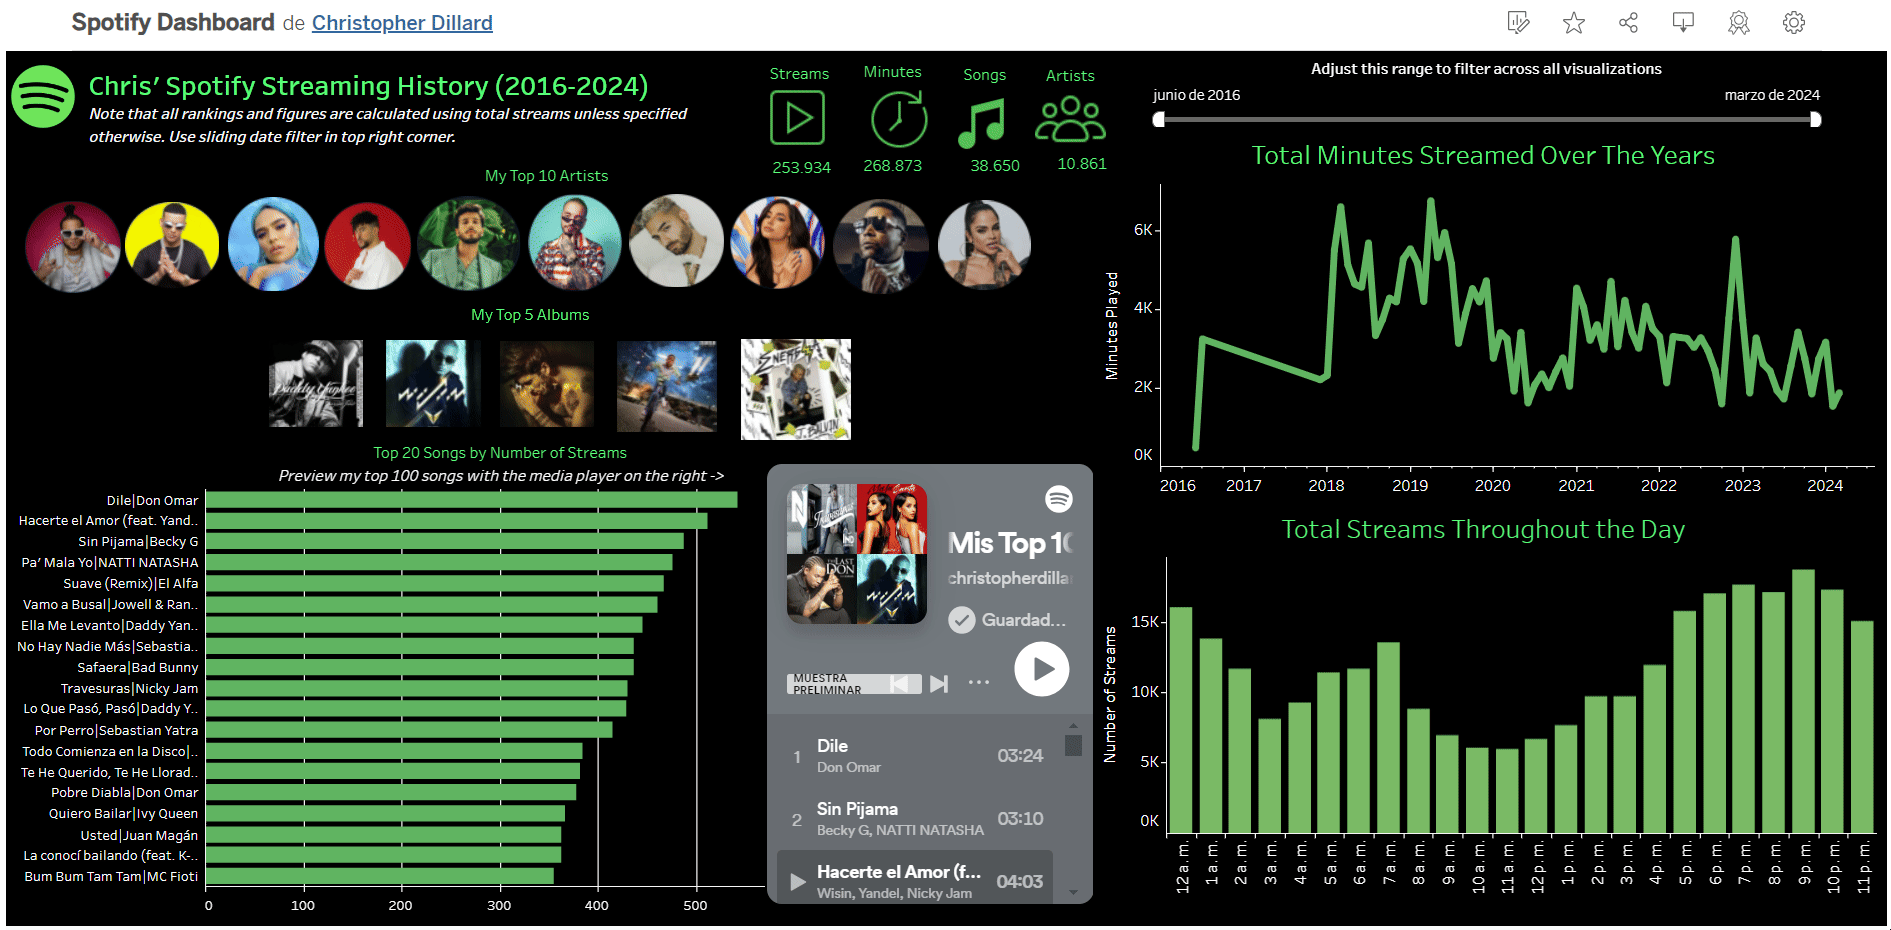 Spotify Dashboard de Christopher Dillard
Chris' Spotify Streaming History (2016-2024)
Note that all rankings and figures are calculated using total streams unless specified
otherwise. Use sliding date filter in top right corner.
Streams
Minutes
Songs
Artists
253.934
268.873
38.650
10.861
My Top 10 Artists
My Top 5 Albums
Daddy Yankee
ENERGÍA
J. BALVIN
Top 20 Songs by Number of Streams
Preview my top 100 songs with the media player on the right ->
Dile|Don Omar
Hacerte el Amor (feat. Yand..
Sin Pijama|Becky G
Pa' Mala Yo|NATTI NATASHA
Suave (Remix)|El Alfa
Vamo a Busal|Jowell & Ran..
Ella Me Levanto|Daddy Yan..
No Hay Nadie Más|Sebastia..
Safaera|Bad Bunny
Travesuras|Nicky Jam
Lo Que Pasó, Pasó|Daddy Y..
Por Perro|Sebastian Yatra
Todo Comienza en la Disco|..
Te He Querido, Te He Llorad..
Pobre Diabla|Don Omar
Quiero Bailar|Ivy Queen
Usted|Juan Magán
La conocí bailando (feat. K-..
Bum Bum Tam Tam|MC Fioti
0 100 200 300 400 500
Mis Top 10
christopherdilla
Guardad...
MUESTRA
PRELIMINAR
1
Dile
Don Omar
03:24
2
Sin Pijama
Becky G, NATTI NATASHA
03:10
Hacerte el Amor (f...
Wisin, Yandel, Nicky Jam
04:03
Adjust this range to filter across all visualizations
junio de 2016
marzo de 2024
Total Minutes Streamed Over The Years
Minutes Played
6K
4K
2K
0K
2016 2017 2018 2019 2020 2021 2022 2023 2024
Total Streams Throughout the Day
Number of Streams
15K
10K
5K
0K
12 a. m. 1 a. m. 2 a. m. 3 a. m. 4 a. m. 5 a. m. 6 a. m. 7 a. m. 8 a. m. 9 a. m. 10 a. m. 11 a. m. 12 p. m. 1 p. m. 2 p. m. 3 p. m. 4 p. m. 5 p. m. 6 p. m. 7 p. m. 8 p. m. 9 p. m. 10 p. m. 11 p. m.